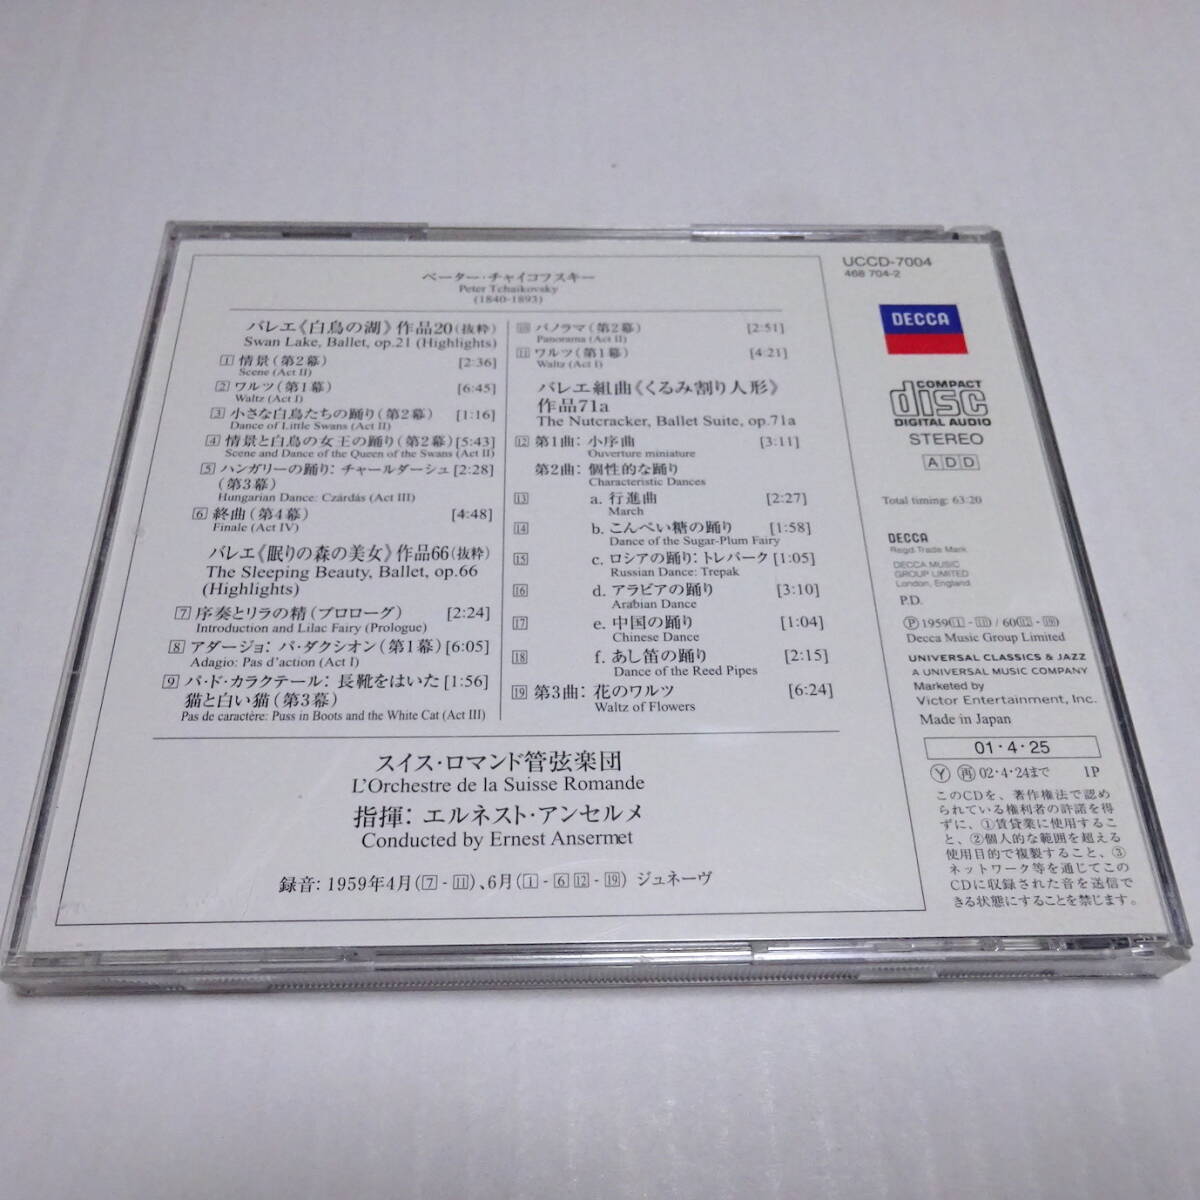 ペーター・チャイコフスキー
Peter Tchaikovsky
(1840-1893)
バレエ《白鳥の湖》作品20(抜粋)
Swan Lake, Ballet, op.21 (Highlights)
1 情景(第2幕) [2:36]
Scene (Act II)
2 ワルツ(第1幕) [6:45]
Waltz (Act I)
3 小さな白鳥たちの踊り(第2幕) [1:16]
Dance of Little Swans (Act II)
4 情景と白鳥の女王の踊り(第2幕) [5:43]
Scene and Dance of the Queen of the Swans (Act II)
5 ハンガリーの踊り: チャールダーシュ [2:28]
(第3幕)
Hungarian Dance: Czárdás (Act III)
6 終曲(第4幕) [4:48]
Finale (Act IV)
バレエ《眠りの森の美女》作品66(抜粋)
The Sleeping Beauty, Ballet, op.66
(Highlights)
7 序奏とリラの精(プロローグ) [2:24]
Introduction and Lilac Fairy (Prologue)
8 アダージョ: パ・ダクシオン(第1幕) [6:05]
Adagio: Pas d'action (Act I)
9 パ・ド・カラクテール: 長靴をはいた [1:56]
猫と白い猫(第3幕)
Pas de caractère: Puss in Boots and the White Cat (Act III)
10 パノラマ(第2幕) [2:51]
Panorama (Act II)
11 ワルツ(第1幕) [4:21]
Waltz (Act I)
バレエ組曲《くるみ割り人形》
作品71a
The Nutcracker, Ballet Suite, op.71a
12 第1曲: 小序曲 [3:11]
Ouverture miniature
第2曲: 個性的な踊り
Characteristic Dances
13 a. 行進曲 [2:27]
March
14 b. こんぺい糖の踊り [1:58]
Dance of the Sugar-Plum Fairy
15 c. ロシアの踊り: トレパーク [1:05]
Russian Dance: Trepak
16 d. アラビアの踊り [3:10]
Arabian Dance
17 e. 中国の踊り [1:04]
Chinese Dance
18 f. あし笛の踊り [2:15]
Dance of the Reed Pipes
19 第3曲: 花のワルツ [6:24]
Waltz of Flowers
スイス・ロマンド管弦楽団
L'Orchestre de la Suisse Romande
指揮: エルネスト・アンセルメ
Conducted by Ernest Ansermet
録音: 1959年4月(7-11)、6月(1-6 12-19) ジュネーヴ
UCCD-7004
468 704-2
DECCA
COMPACT
disc
DIGITAL AUDIO
STEREO
ADD
Total timing: 63:20
DECCA
Regd.Trade Mark.
DECCA MUSIC
GROUP LIMITED
London, England
P.D.
Ⓟ1959(1-11)/60(12-19)
Decca Music Group Limited
UNIVERSAL CLASSICS & JAZZ
A UNIVERSAL MUSIC COMPANY
Marketed by
Victor Entertainment, Inc.
Made in Japan
01・4・25
Ⓨ 再 02・4・24まで 1P
このCDを、著作権法で認め
られている権利者の許諾を得
ずに、①賃貸業に使用するこ
と、②個人的な範囲を超える
使用目的で複製すること、③
ネットワーク等を通じてこの
CDに収録された音を送信で
きる状態にすることを禁じます。